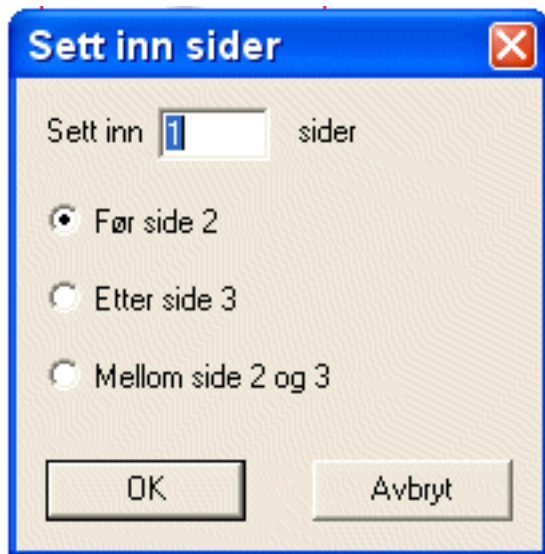 Sett inn sider
Sett inn 1 sider
Før side 2
Etter side 3
Mellom side 2 og 3
OK Avbryt